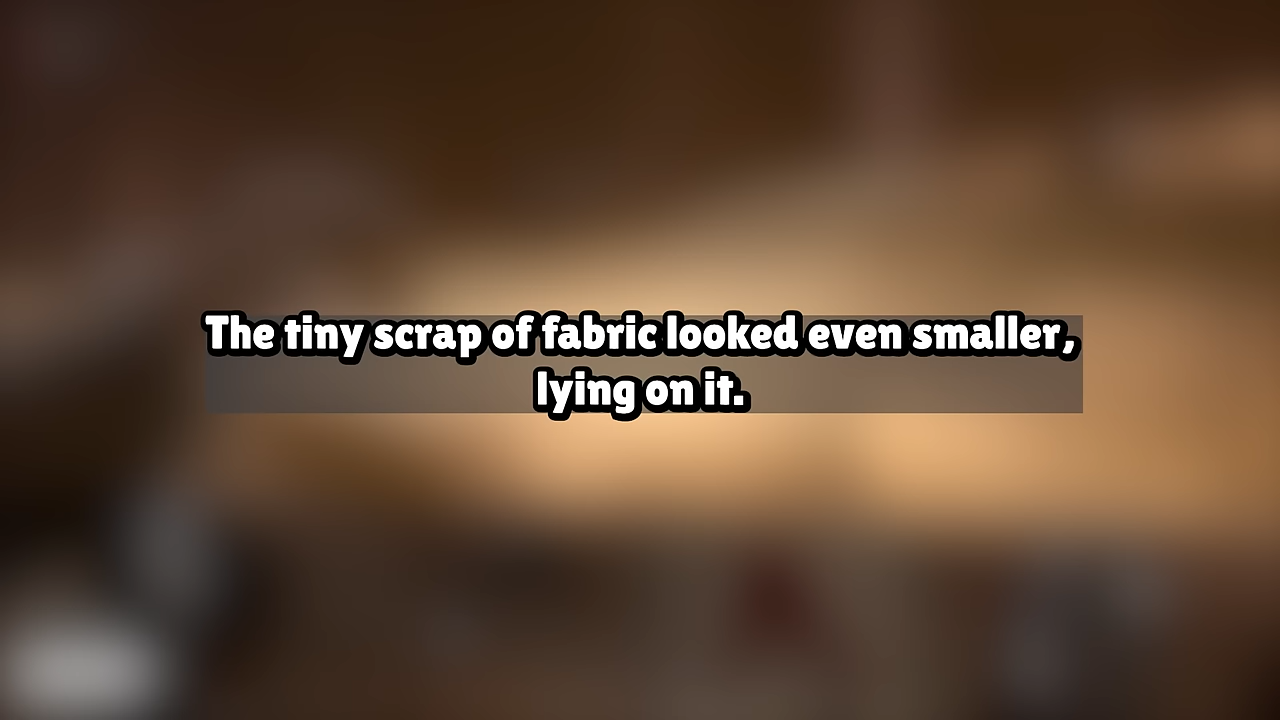 The tiny scrap of fabric looked even smaller,
lying on it.